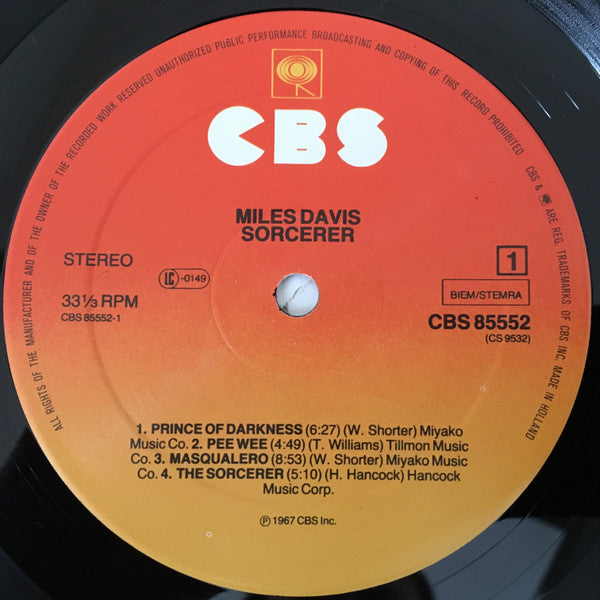 ALL RIGHTS OF THE MANUFACTURER AND OF THE OWNER OF THE RECORDED WORK RESERVED UNAUTHORIZED PUBLIC PERFORMANCE BROADCASTING AND COPYING OF THIS RECORD PROHIBITED
CBS & ARE REG. TRADEMARKS OF CBS INC. MADE IN HOLLAND
CBS
MILES DAVIS
SORCERER
STEREO
LC-0149
1
33⅓ RPM
BIEM/STEMRA
CBS 85552-1
CBS 85552
(CS 9532)
1. PRINCE OF DARKNESS (6:27) (W. Shorter) Miyako
Music Co. 2. PEE WEE (4:49) (T. Williams) Tillmon Music
Co. 3. MASQUALERO (8:53) (W. Shorter) Miyako Music
Co. 4. THE SORCERER (5:10) (H. Hancock) Hancock
Music Corp.
℗ 1967 CBS Inc.